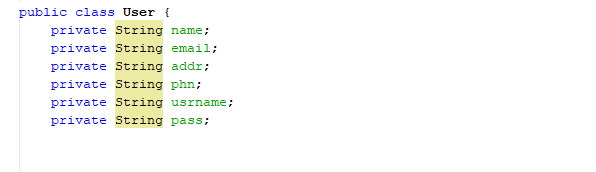 public class User {
private String name;
private String email;
private String addr;
private String phn;
private String usrname;
private String pass;